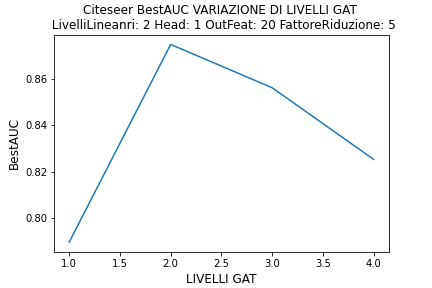 Citeseer BestAUC VARIAZIONE DI LIVELLI GAT
LivelliLineanri: 2 Head: 1 OutFeat: 20 FattoreRiduzione: 5
BestAUC
0.86
0.84
0.82
0.80
1.0 1.5 2.0 2.5 3.0 3.5 4.0
LIVELLI GAT